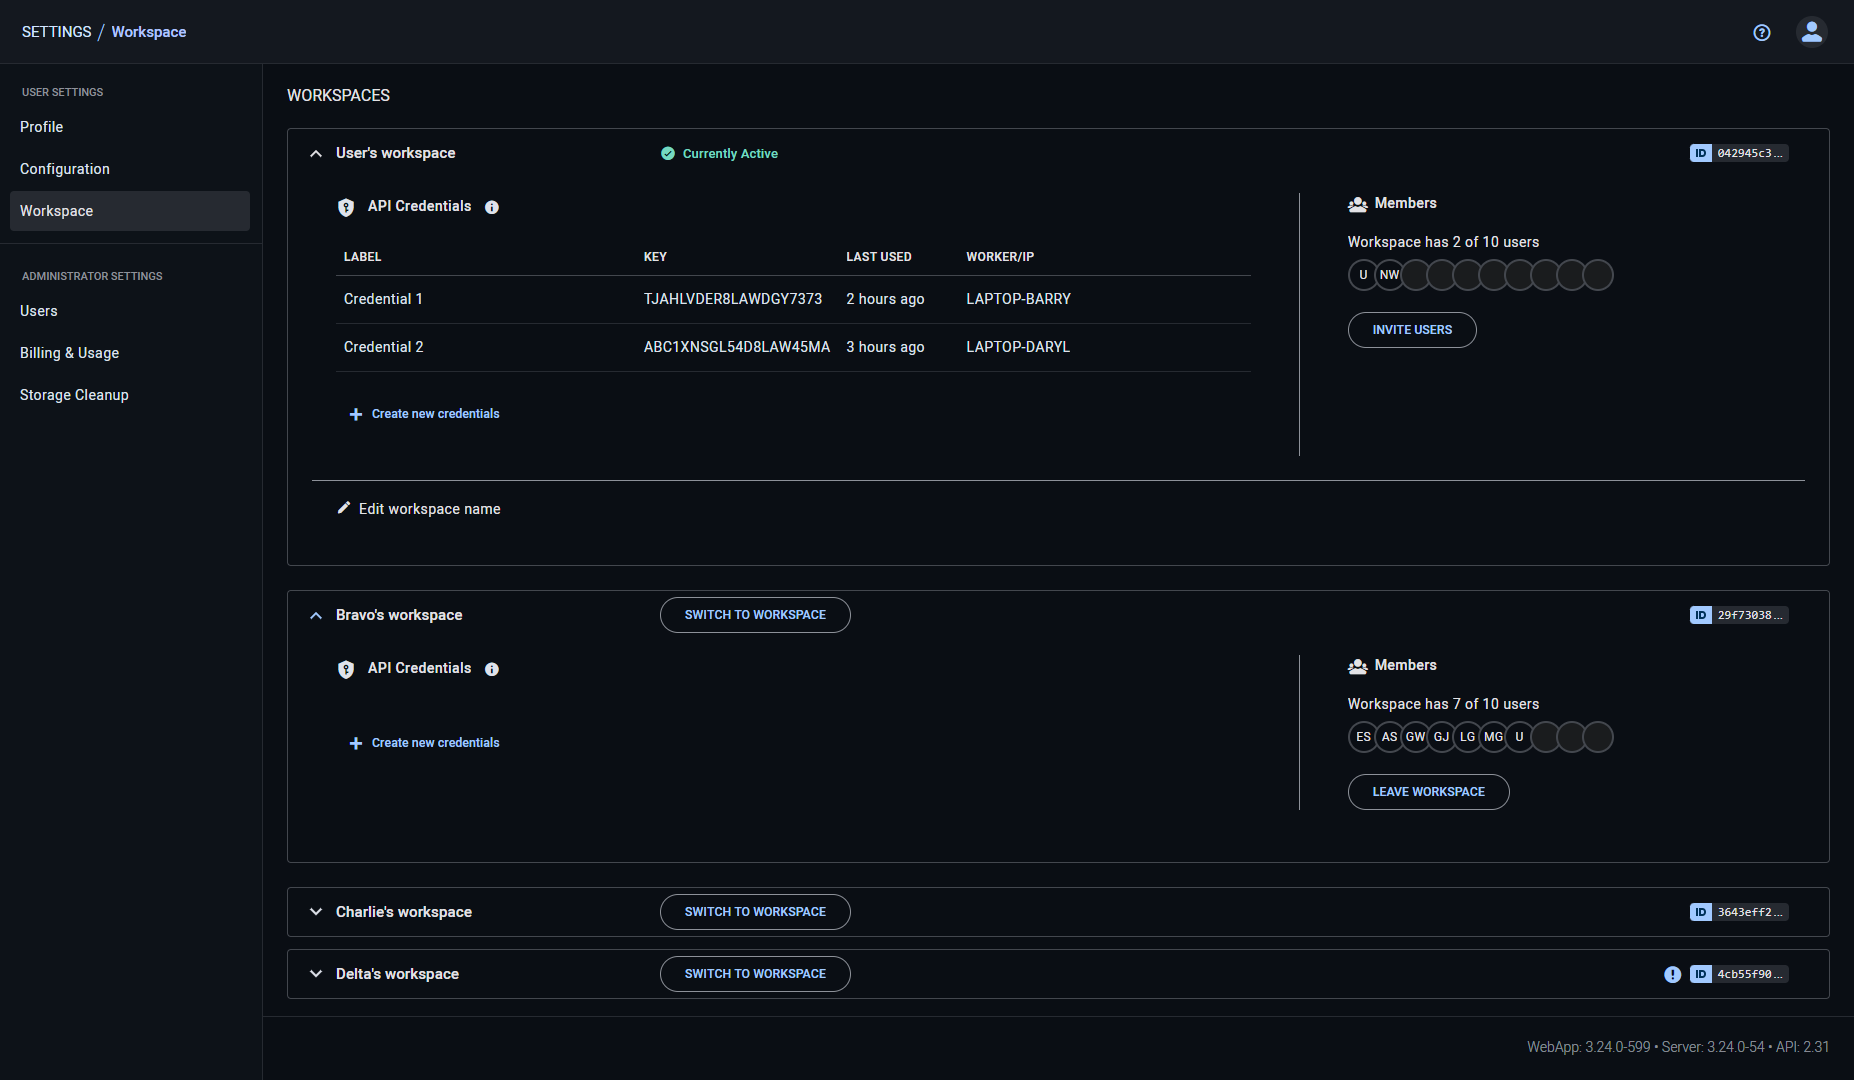 SETTINGS / Workspace
USER SETTINGS
Profile
Configuration
Workspace
ADMINISTRATOR SETTINGS
Users
Billing & Usage
Storage Cleanup
WORKSPACES
User's workspace Currently Active ID 042945c3...
API Credentials
LABEL KEY LAST USED WORKER/IP
Credential 1 TJAHLVDER8LAWDGY7373 2 hours ago LAPTOP-BARRY
Credential 2 ABC1XNSGL54D8LAW45MA 3 hours ago LAPTOP-DARYL
Create new credentials
Members
Workspace has 2 of 10 users
U NW
INVITE USERS
Edit workspace name
Bravo's workspace SWITCH TO WORKSPACE ID 29f73038...
API Credentials
Create new credentials
Members
Workspace has 7 of 10 users
ES AS GW GJ LG MG U
LEAVE WORKSPACE
Charlie's workspace SWITCH TO WORKSPACE ID 3643eff2...
Delta's workspace SWITCH TO WORKSPACE ID 4cb55f90...
WebApp: 3.24.0-599 • Server: 3.24.0-54 • API: 2.31